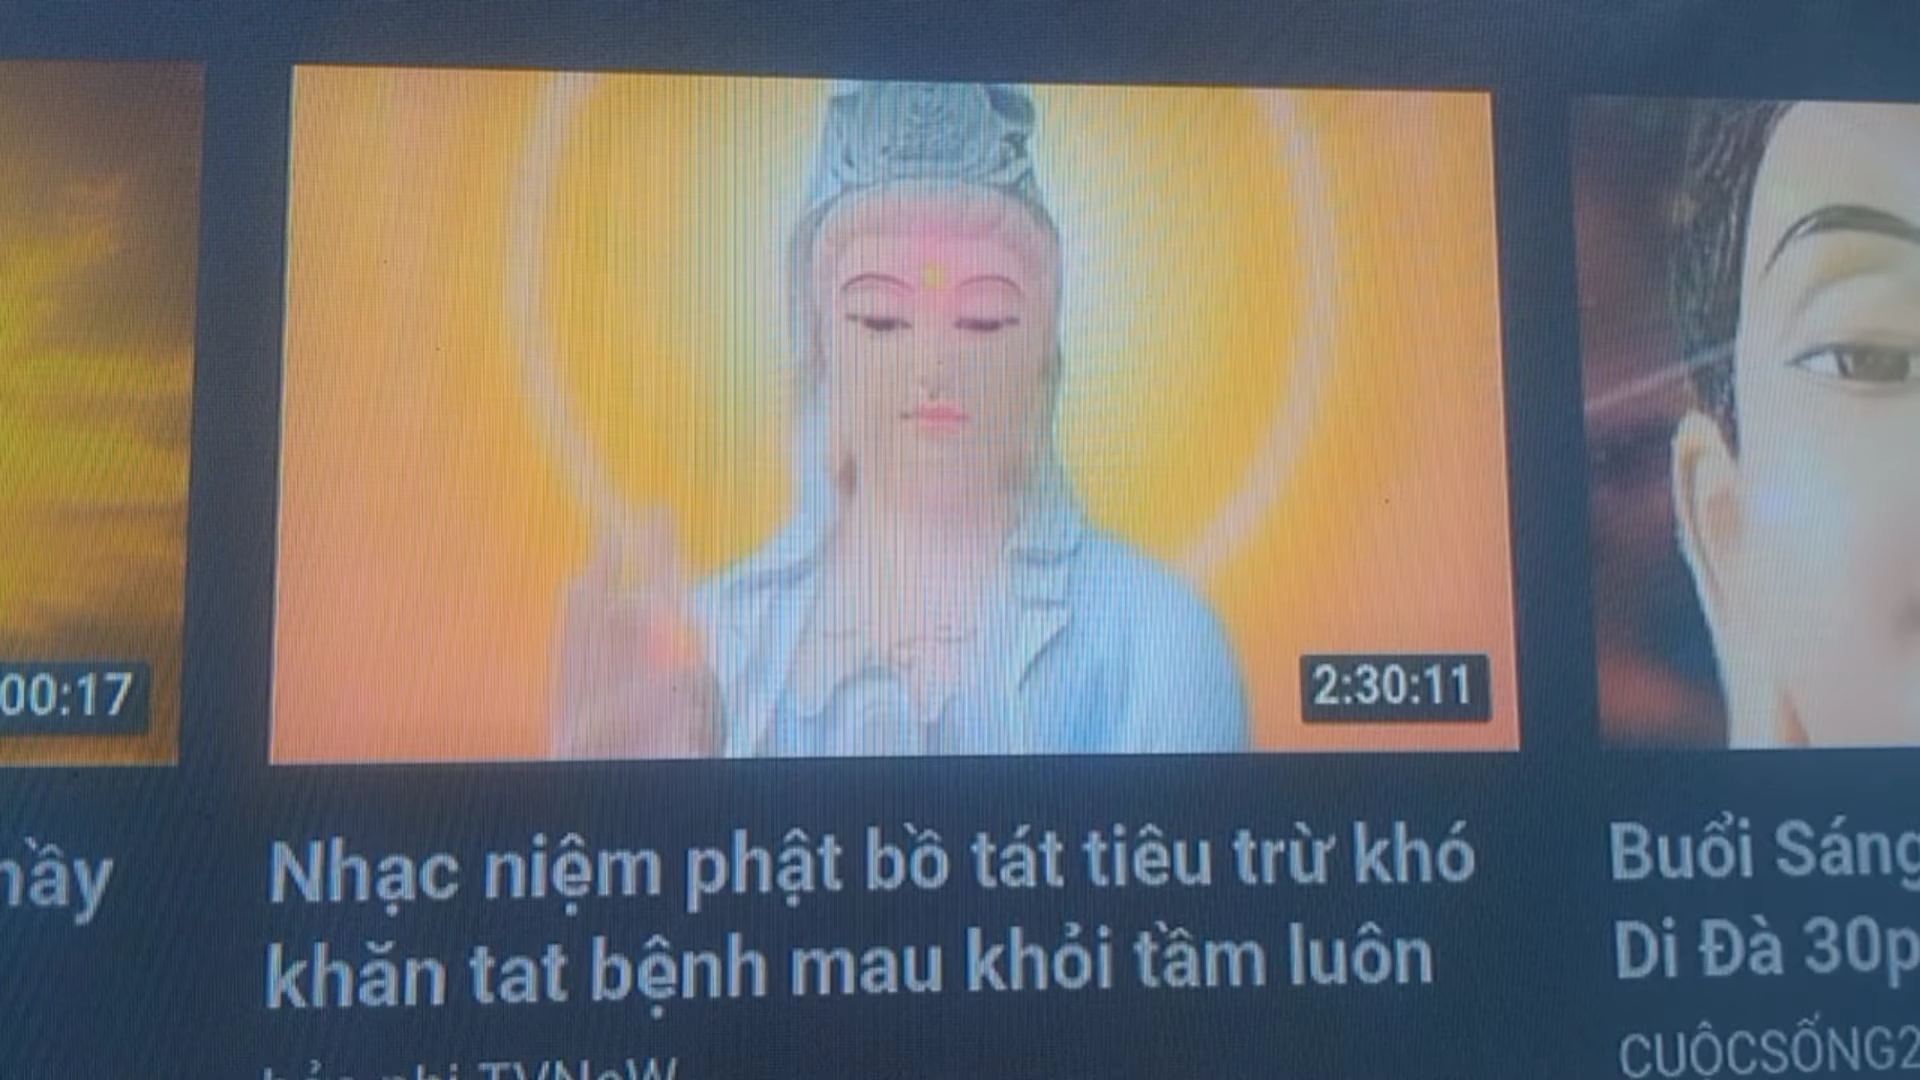 00:17
2:30:11
hầy
Nhạc niệm phật bồ tát tiêu trừ khó
khăn tat bệnh mau khỏi tầm luôn
Buổi Sáng
Di Đà 30p
CUÔCSỐNG2